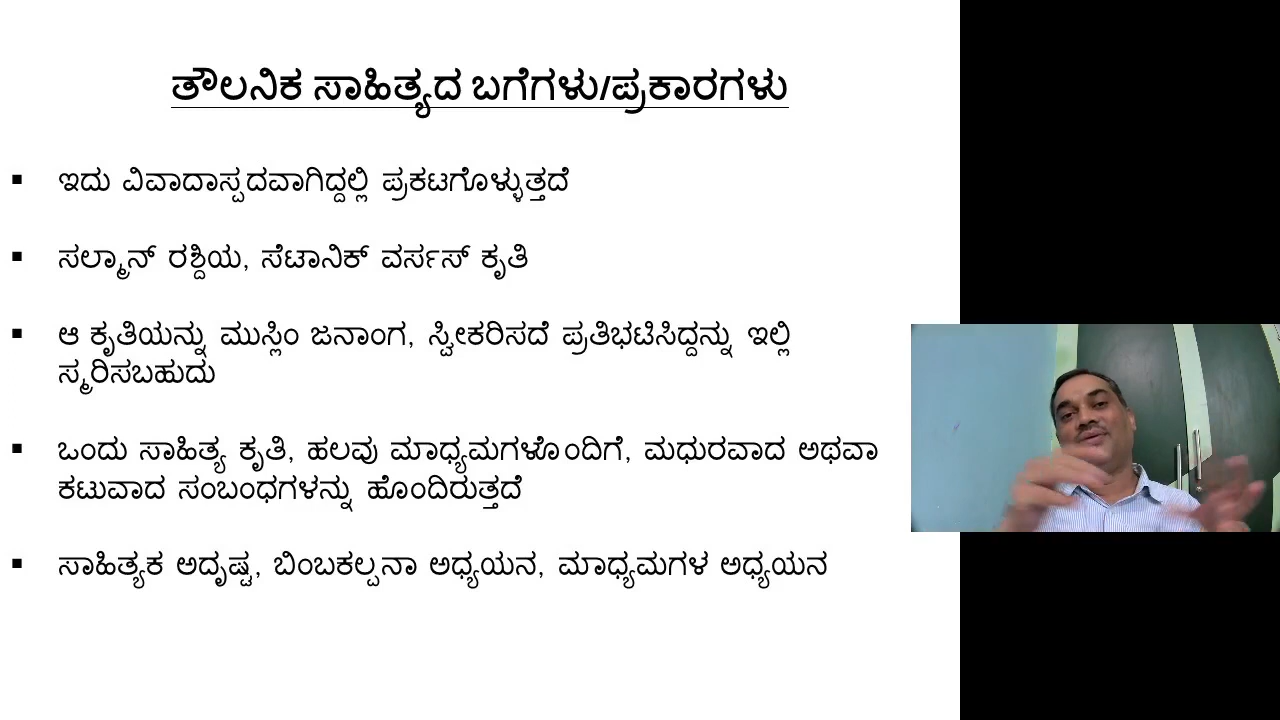 ತೌಲನಿಕ ಸಾಹಿತ್ಯದ ಬಗೆಗಳು/ಪ್ರಕಾರಗಳು
▪ ಇದು ವಿವಾದಾಸ್ಪದವಾಗಿದ್ದಲ್ಲಿ ಪ್ರಕಟಗೊಳ್ಳುತ್ತದೆ
▪ ಸಲ್ಮಾನ್ ರಶ್ದಿಯ, ಸೆಟಾನಿಕ್ ವರ್ಸಸ್ ಕೃತಿ
▪ ಆ ಕೃತಿಯನ್ನು ಮುಸ್ಲಿಂ ಜನಾಂಗ, ಸ್ವೀಕರಿಸದೆ ಪ್ರತಿಭಟಿಸಿದ್ದನ್ನು ಇಲ್ಲಿ
ಸ್ಮರಿಸಬಹುದು
▪ ಒಂದು ಸಾಹಿತ್ಯ ಕೃತಿ, ಹಲವು ಮಾಧ್ಯಮಗಳೊಂದಿಗೆ, ಮಧುರವಾದ ಅಥವಾ
ಕಟುವಾದ ಸಂಬಂಧಗಳನ್ನು ಹೊಂದಿರುತ್ತದೆ
▪ ಸಾಹಿತ್ಯಕ ಅದೃಷ್ಟ, ಬಿಂಬಕಲ್ಪನಾ ಅಧ್ಯಯನ, ಮಾಧ್ಯಮಗಳ ಅಧ್ಯಯನ